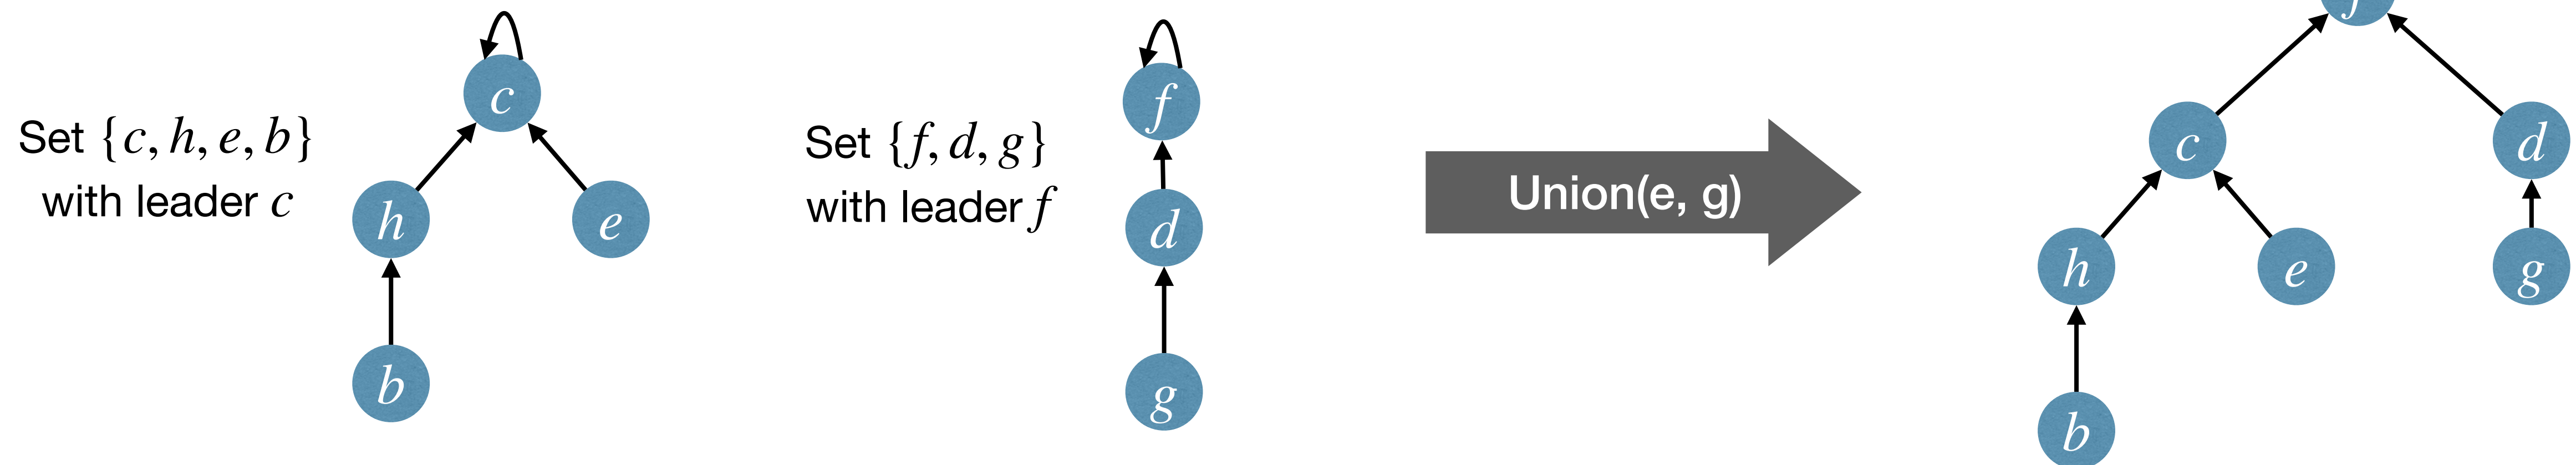 Set {c, h, e, b}
with leader c
c
h
e
b
Set {f, d, g}
with leader f
f
d
g
Union(e, g)
f
c
d
h
e
g
b